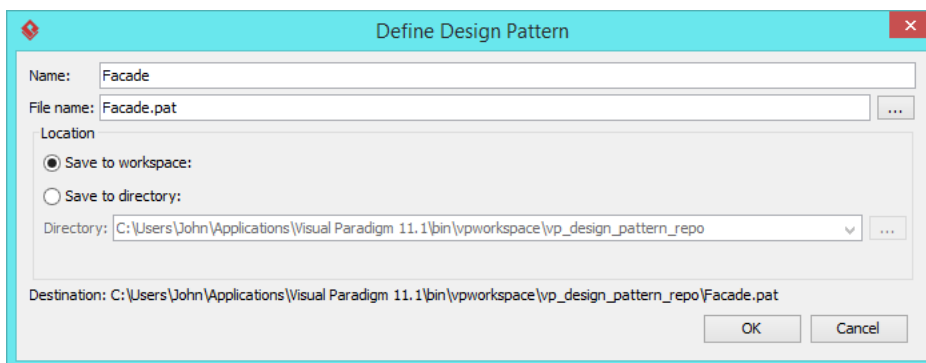 Define Design Pattern
Name: Facade
File name: Facade.pat ...
Location
Save to workspace:
Save to directory:
Directory: C:\Users\John\Applications\Visual Paradigm 11.1\bin\vpworkspace\vp_design_pattern_repo ...
Destination: C:\Users\John\Applications\Visual Paradigm 11.1\bin\vpworkspace\vp_design_pattern_repo\Facade.pat
OK Cancel